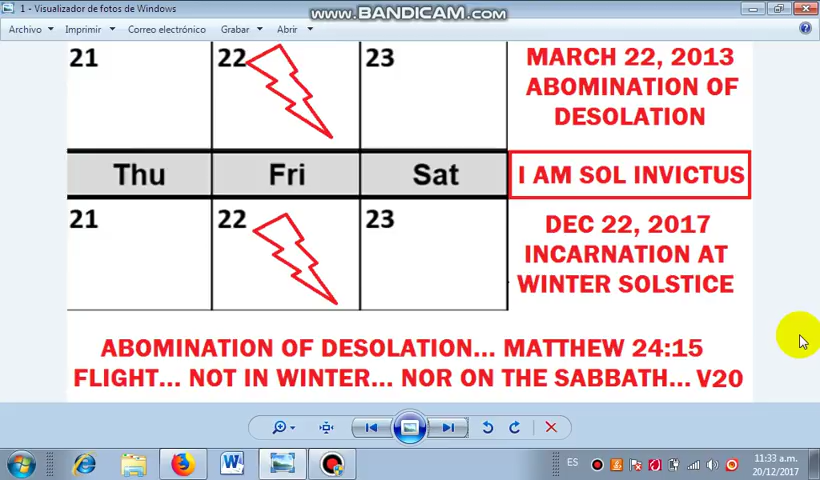 1 - Visualizador de fotos de Windows
www.BANDICAM.com
Archivo Imprimir Correo electrónico Grabar Abrir
21 22 23
MARCH 22, 2013
ABOMINATION OF
DESOLATION
Thu Fri Sat
I AM SOL INVICTUS
21 22 23
DEC 22, 2017
INCARNATION AT
WINTER SOLSTICE
ABOMINATION OF DESOLATION... MATTHEW 24:15
FLIGHT... NOT IN WINTER... NOR ON THE SABBATH... V20
ES
11:33 a.m.
20/12/2017